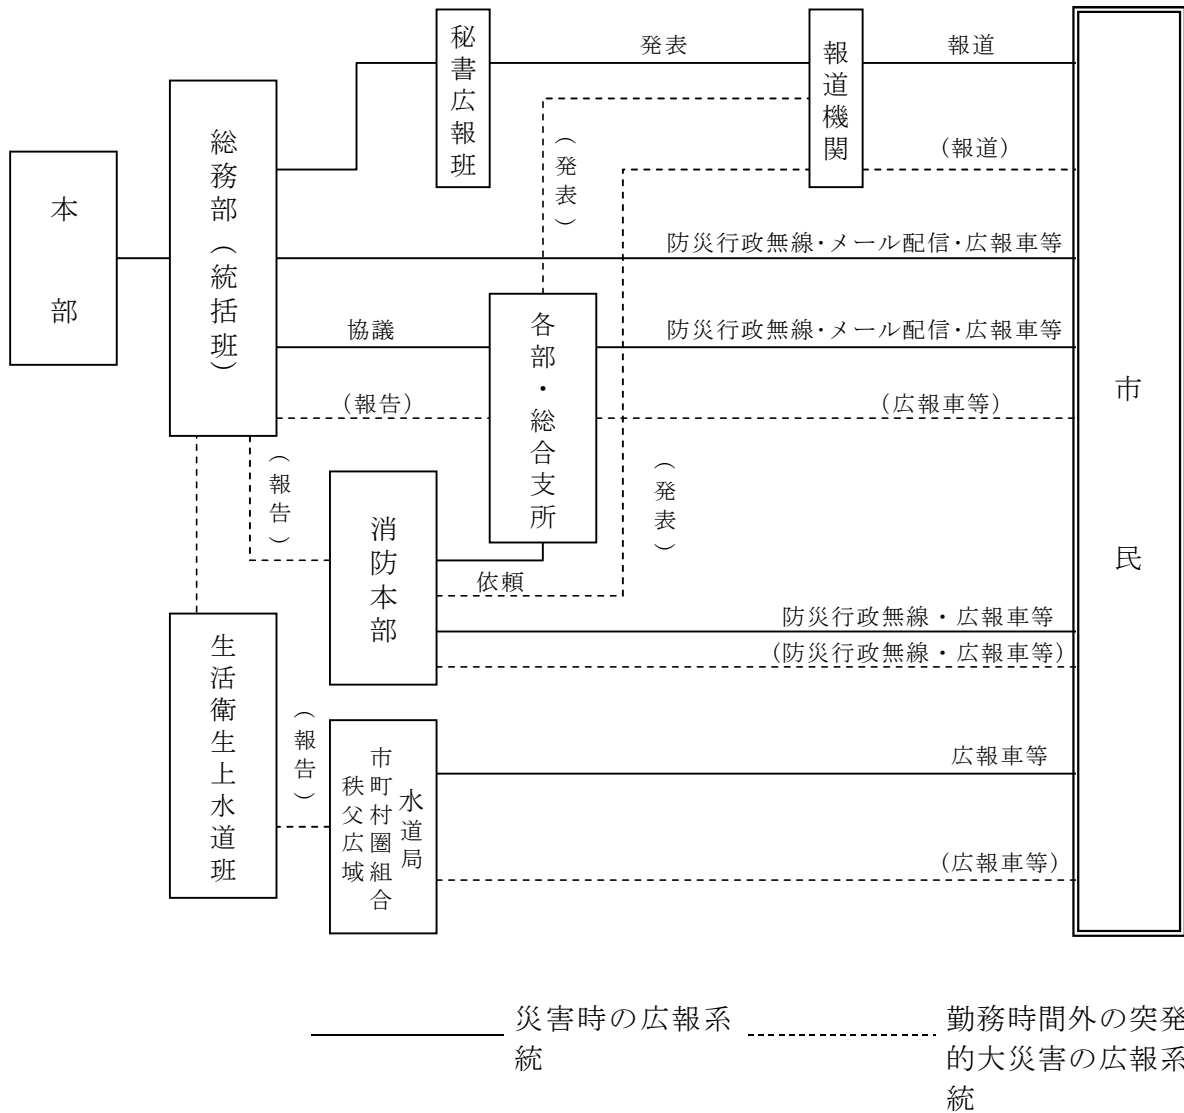 本部
総務部（統括班）
秘書広報班
発表
報道機関
報道
（発表）
（報道）
防災行政無線・メール配信・広報車等
協議
各部・総合支所
防災行政無線・メール配信・広報車等
（報告）
（広報車等）
（報告）
消防本部
（発表）
依頼
防災行政無線・広報車等
（防災行政無線・広報車等）
生活衛生上水道班
（報告）
秩父広域
市町村圏組合
水道局
広報車等
（広報車等）
市民
災害時の広報系
統
勤務時間外の突発
的大災害の広報系
統